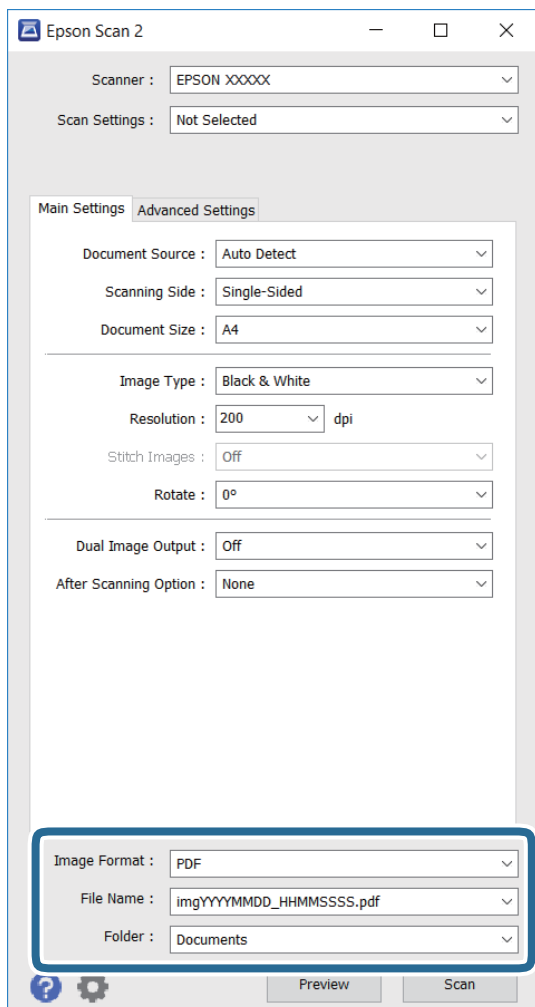 Epson Scan 2
Scanner : EPSON XXXXX
Scan Settings : Not Selected
Main Settings Advanced Settings
Document Source : Auto Detect
Scanning Side : Single-Sided
Document Size : A4
Image Type : Black & White
Resolution : 200 dpi
Stitch Images : Off
Rotate : 0°
Dual Image Output : Off
After Scanning Option : None
Image Format : PDF
File Name : imgYYYYMMDD_HHMMSSSS.pdf
Folder : Documents
? Preview Scan